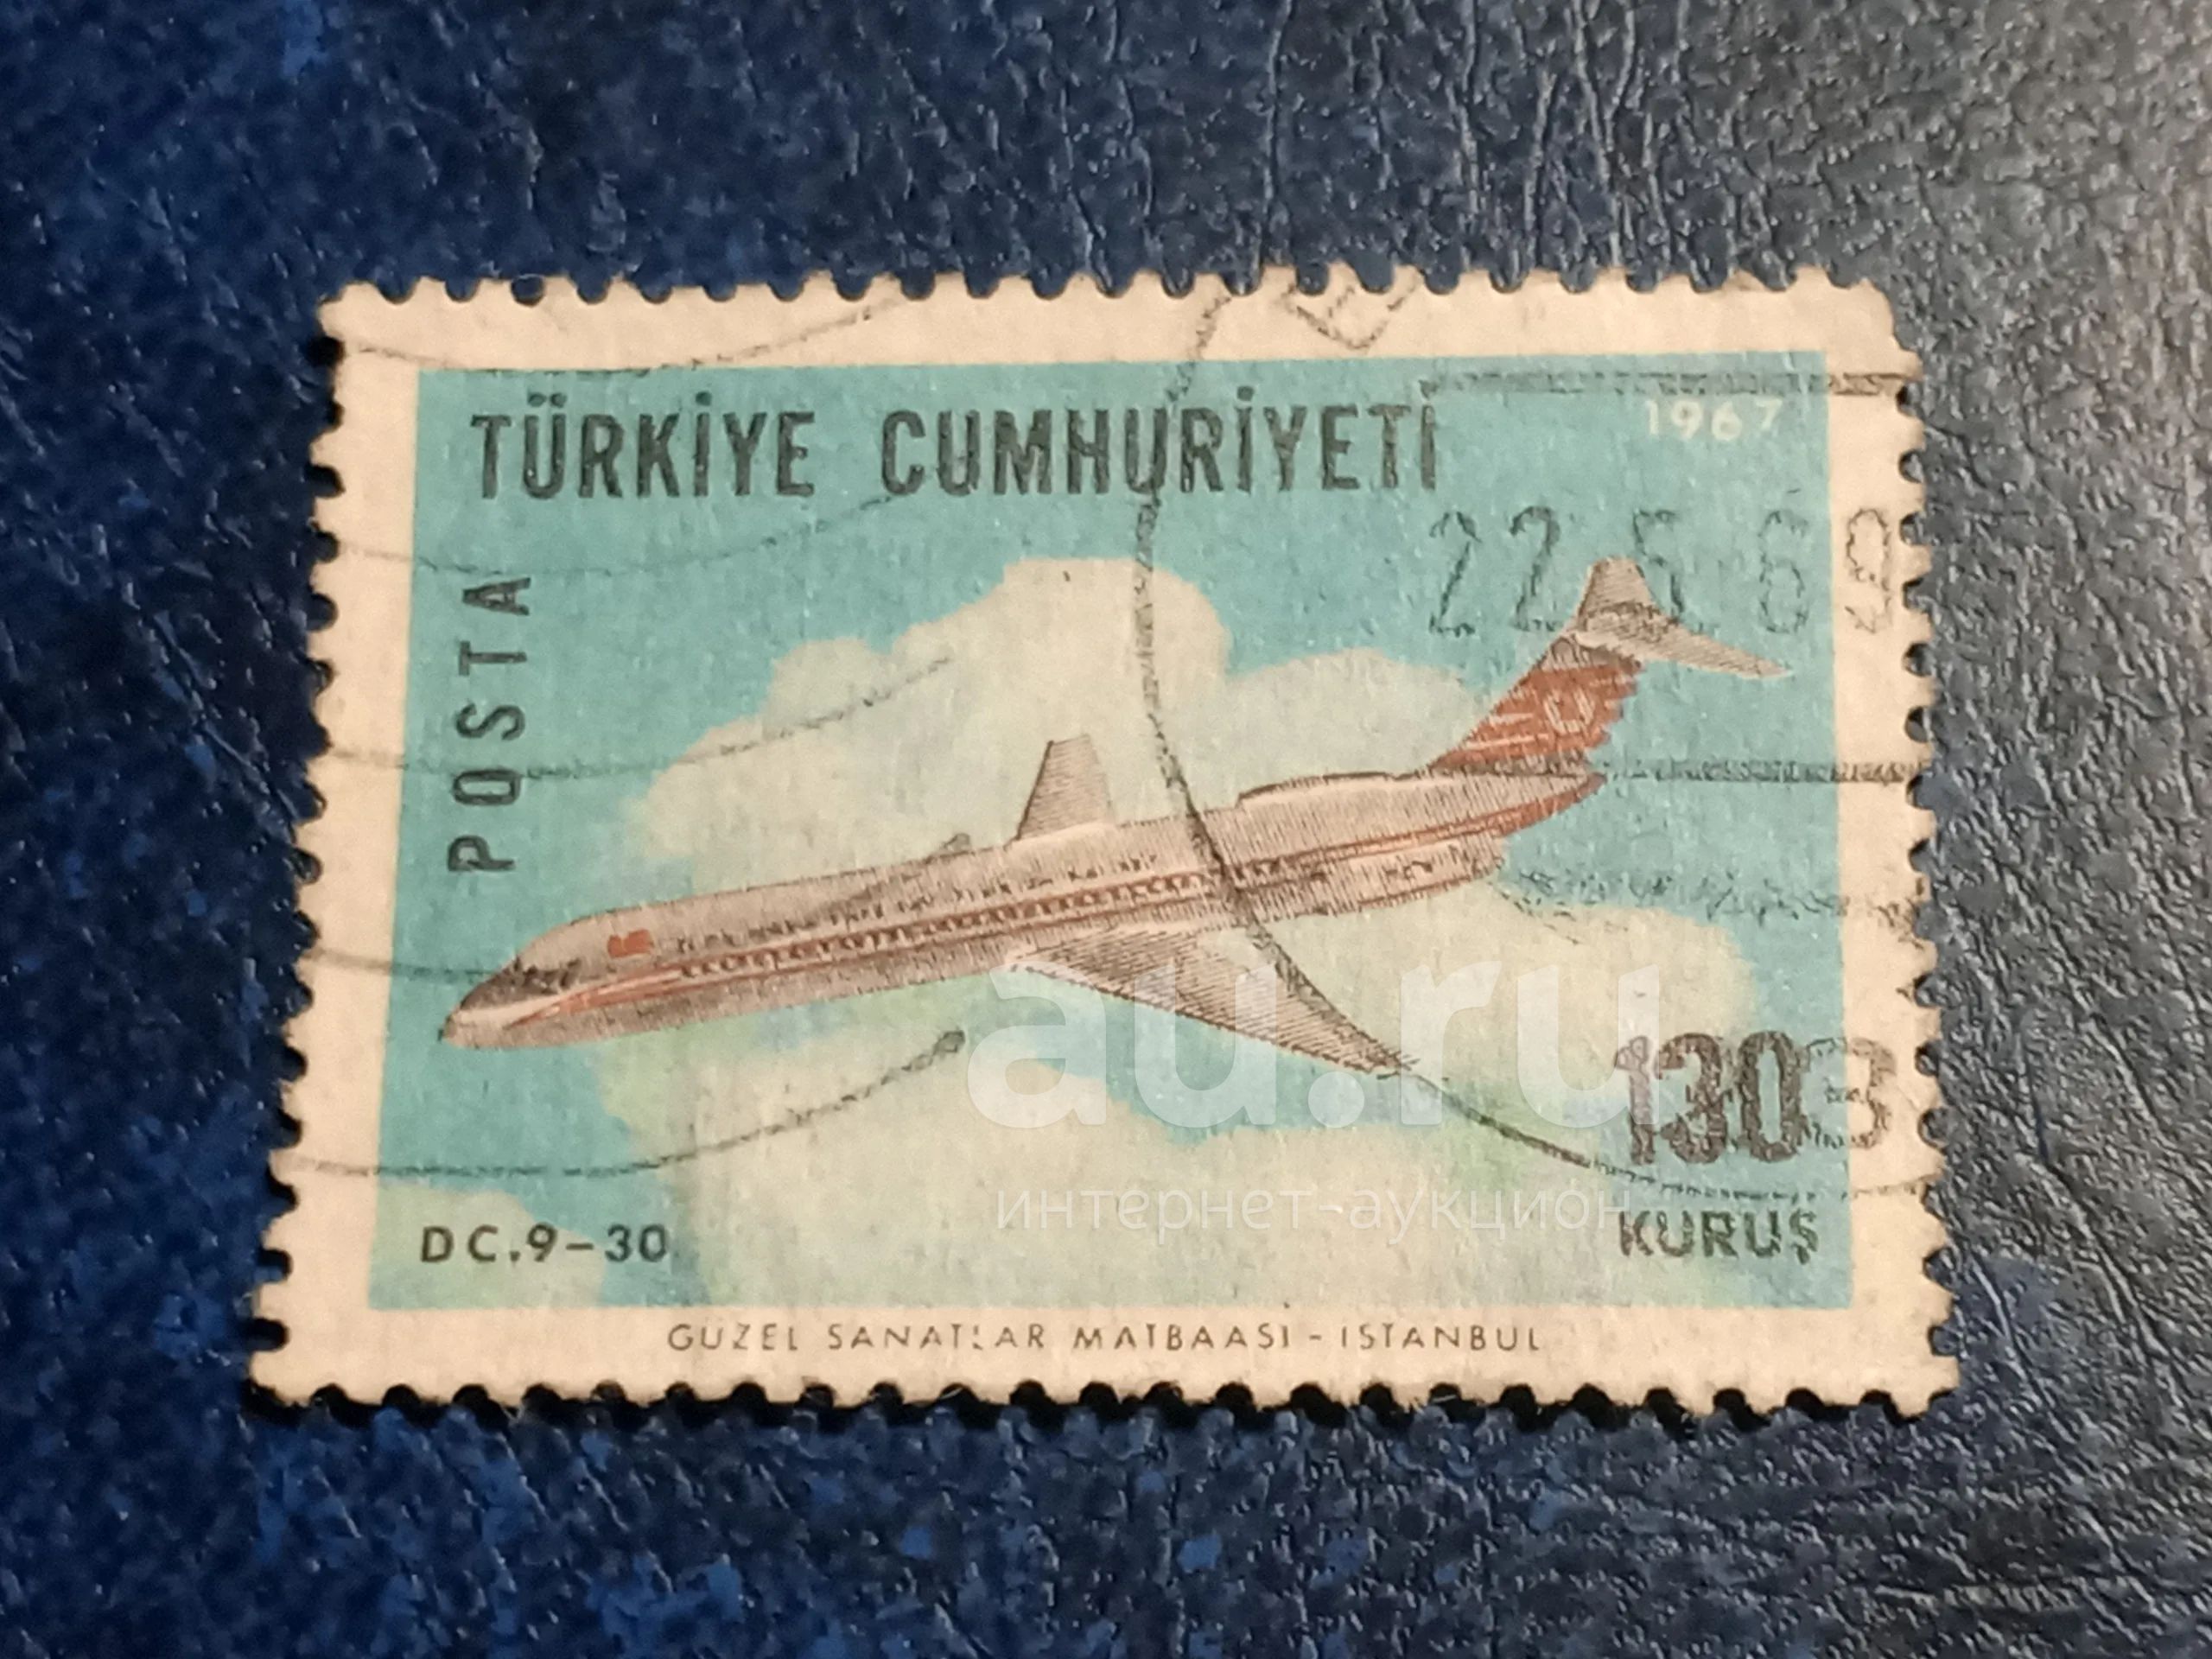 TÜRKİYE CUMHURİYETİ
1967
22 5 69
POSTA
au.ru
интернет-аукцион
130
KURUŞ
DC.9-30
GÜZEL SANATLAR MATBAASI - ISTANBUL